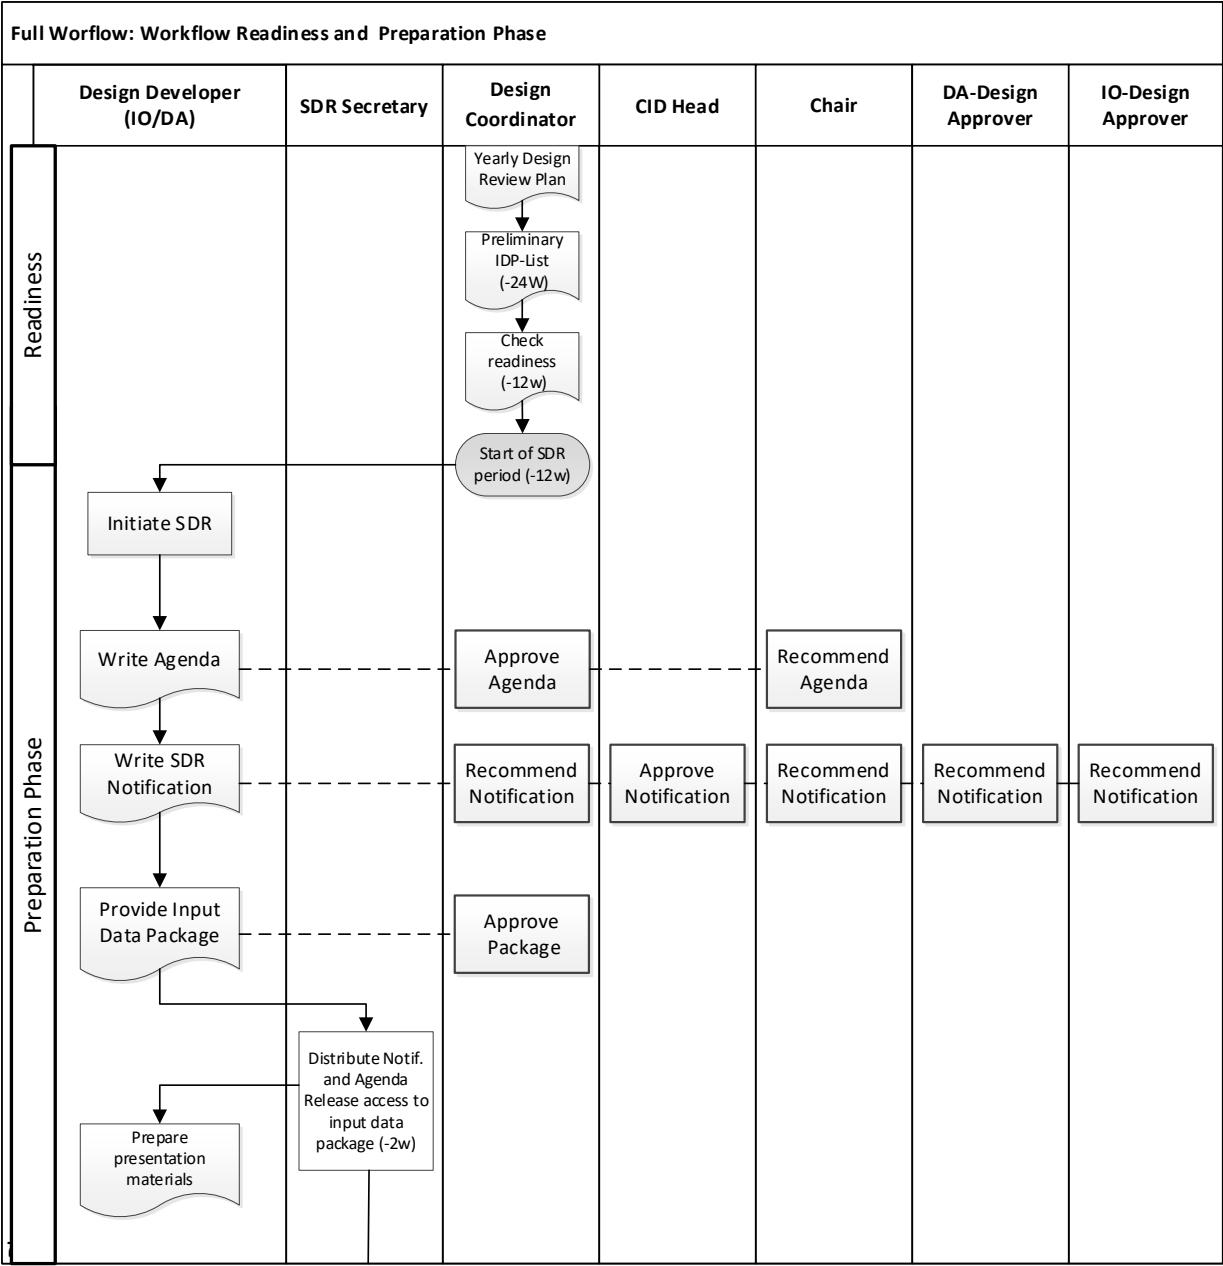 Full Worflow: Workflow Readiness and  Preparation Phase
Design Developer
(IO/DA)
SDR Secretary
Design
Coordinator
CID Head
Chair
DA-Design
Approver
IO-Design
Approver
Readiness
Yearly Design
Review Plan
Preliminary
IDP-List
(-24W)
Check
readiness
(-12w)
Start of SDR
period (-12w)
Preparation Phase
Initiate SDR
Write Agenda
Approve
Agenda
Recommend
Agenda
Write SDR
Notification
Recommend
Notification
Approve
Notification
Recommend
Notification
Recommend
Notification
Recommend
Notification
Provide Input
Data Package
Approve
Package
Distribute Notif.
and Agenda
Release access to
input data
package (-2w)
Prepare
presentation
materials